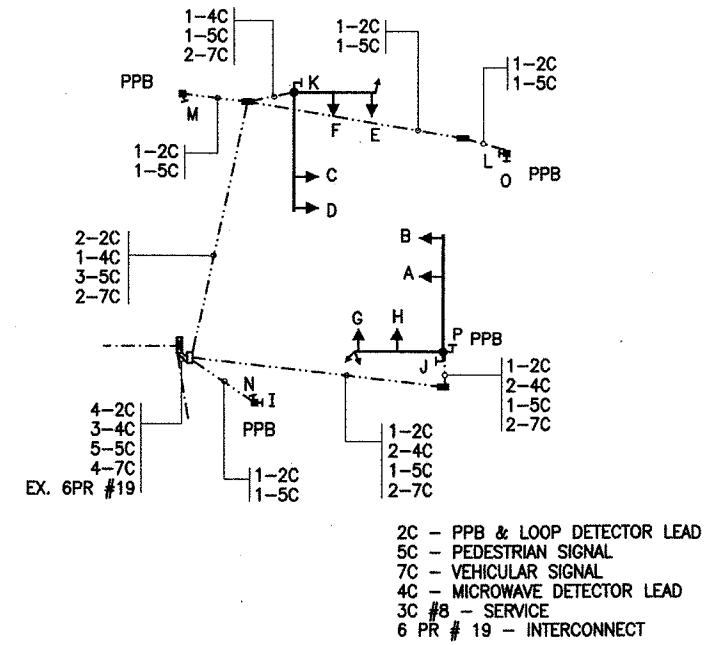 1-4C
1-5C
2-7C
1-2C
1-5C
1-2C
1-5C
PPB
K
M
F
E
L
O
PPB
1-2C
1-5C
C
D
2-2C
1-4C
3-5C
2-7C
B
A
G
H
P
PPB
J
1-2C
2-4C
1-5C
2-7C
N
I
PPB
4-2C
3-4C
5-5C
4-7C
EX. 6PR #19
1-2C
1-5C
1-2C
2-4C
1-5C
2-7C
2C - PPB & LOOP DETECTOR LEAD
5C - PEDESTRIAN SIGNAL
7C - VEHICULAR SIGNAL
4C - MICROWAVE DETECTOR LEAD
3C #8 - SERVICE
6 PR # 19 - INTERCONNECT